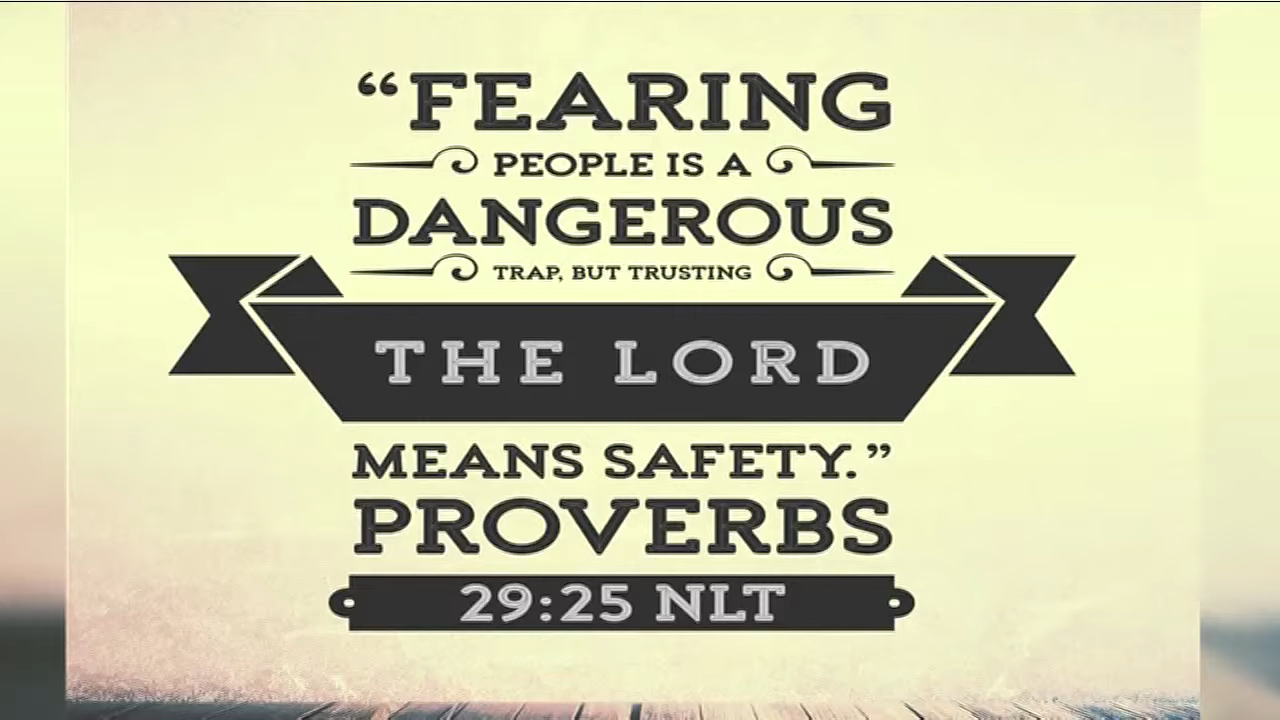 “FEARING
PEOPLE IS A
DANGEROUS
TRAP, BUT TRUSTING
THE LORD
MEANS SAFETY.”
PROVERBS
29:25 NLT